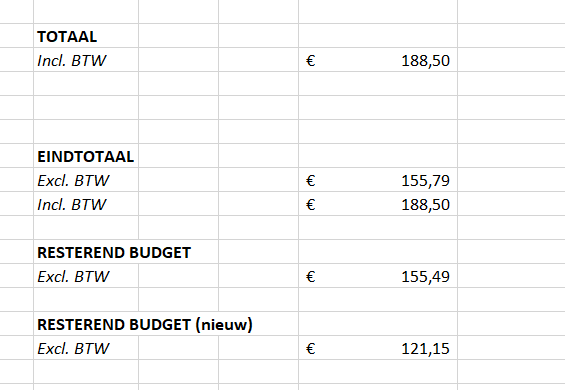 TOTAAL
Incl. BTW € 188,50
EINDTOTAAL
Excl. BTW € 155,79
Incl. BTW € 188,50
RESTEREND BUDGET
Excl. BTW € 155,49
RESTEREND BUDGET (nieuw)
Excl. BTW € 121,15